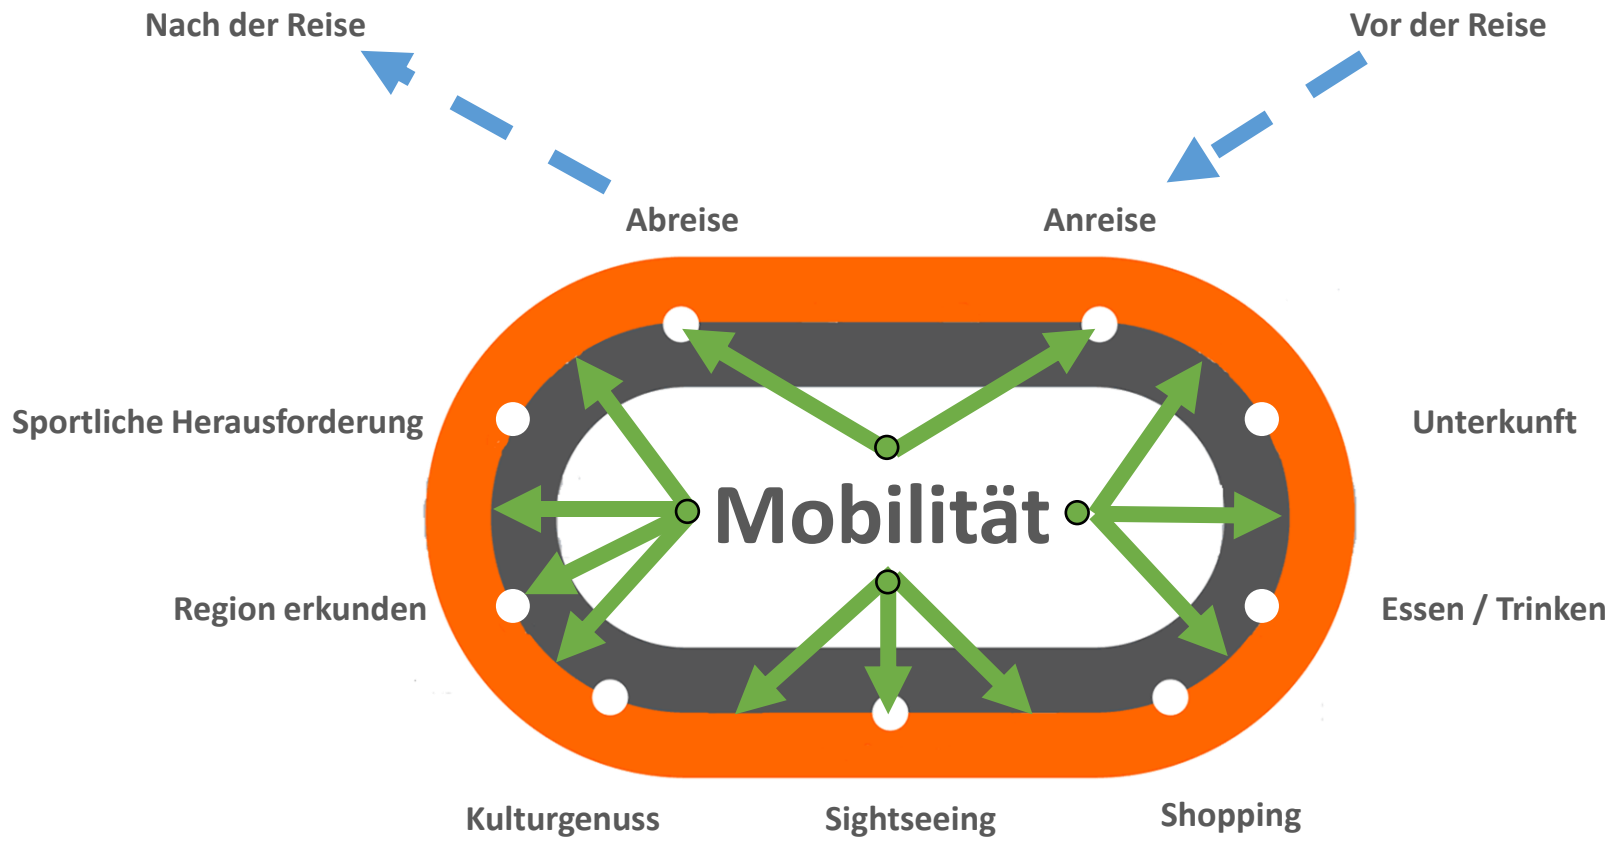 Nach der Reise
Vor der Reise
Abreise
Anreise
Sportliche Herausforderung
Unterkunft
Mobilität
Region erkunden
Essen / Trinken
Kulturgenuss
Sightseeing
Shopping